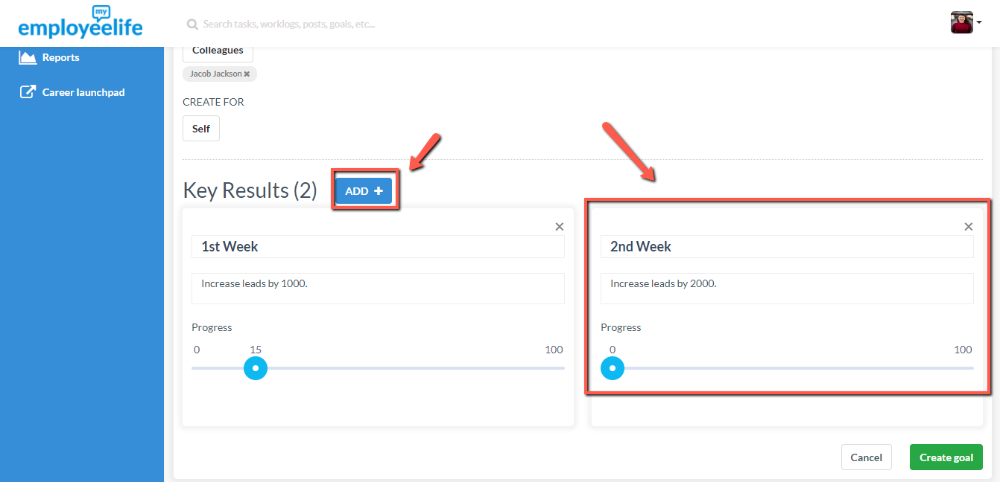 my
employeelife
Search tasks, worklogs, posts, goals, etc...
Reports
Career launchpad
Colleagues
Jacob Jackson ×
CREATE FOR
Self
Key Results (2)
ADD +
×
1st Week
Increase leads by 1000.
Progress
0 15 100
×
2nd Week
Increase leads by 2000.
Progress
0 100
Cancel
Create goal